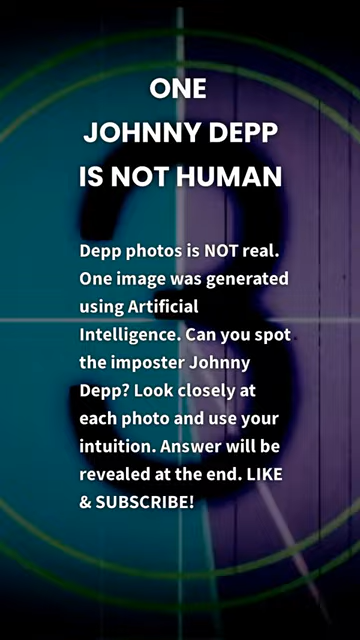 ONE
JOHNNY DEPP
IS NOT HUMAN
Depp photos is NOT real.
One image was generated
using Artificial
Intelligence. Can you spot
the imposter Johnny
Depp? Look closely at
each photo and use your
intuition. Answer will be
revealed at the end. LIKE
& SUBSCRIBE!
3